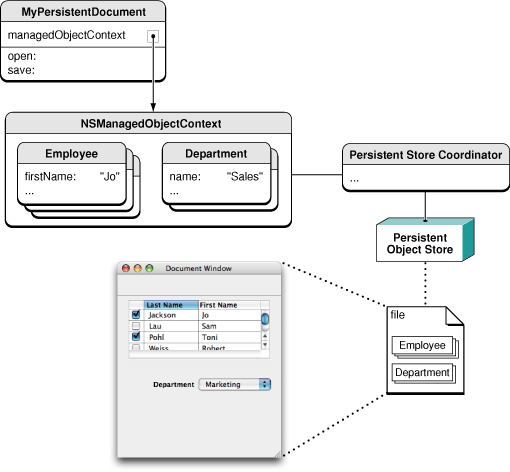 MyPersistentDocument
managedObjectContext
open:
save:
NSManagedObjectContext
Employee
firstName: "Jo"
...
Department
name: "Sales"
...
Persistent Store Coordinator
...
Persistent
Object Store
Document Window
Last Name First Name
Jackson Jo
Lau Sam
Pohl Toni
Weiss Robert
Department Marketing
file
Employee
Department